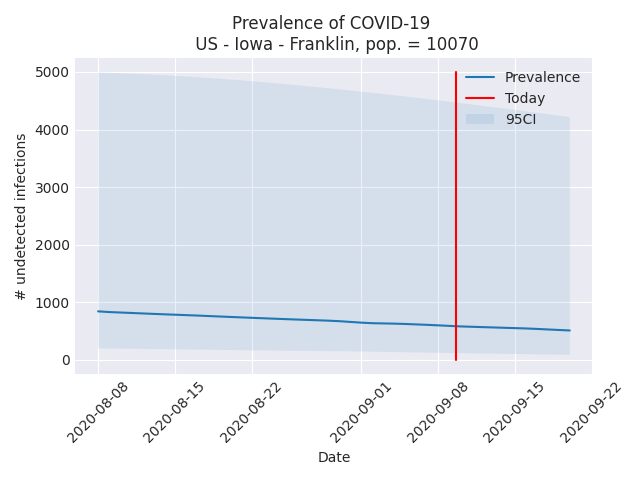 Prevalence of COVID-19
US - Iowa - Franklin, pop. = 10070
# undetected infections
5000
4000
3000
2000
1000
0
Prevalence
Today
95CI
2020-08-08
2020-08-15
2020-08-22
2020-09-01
2020-09-08
2020-09-15
2020-09-22
Date